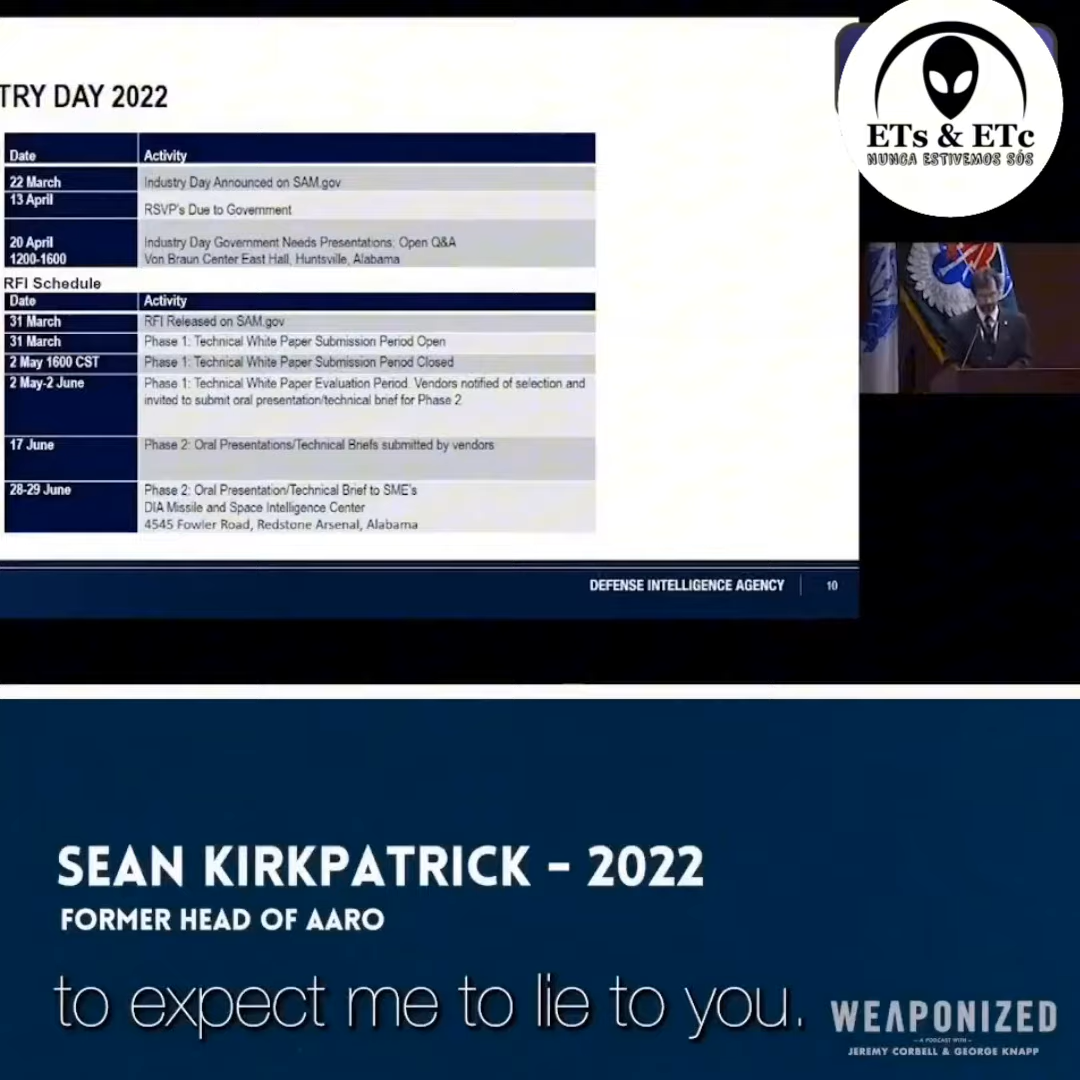 TRY DAY 2022
ETs & ETc
NUNCA ESTIVEMOS SÓS
Date Activity
22 March Industry Day Announced on SAM.gov
13 April RSVP's Due to Government
20 April Industry Day Government Needs Presentations; Open Q&A
1200-1600 Von Braun Center East Hall, Huntsville, Alabama
RFI Schedule
Date Activity
31 March RFI Released on SAM.gov
31 March Phase 1: Technical White Paper Submission Period Open
2 May 1600 CST Phase 1: Technical White Paper Submission Period Closed
2 May-2 June Phase 1: Technical White Paper Evaluation Period. Vendors notified of selection and
invited to submit oral presentation/technical brief for Phase 2
17 June Phase 2: Oral Presentations/Technical Briefs submitted by vendors
28-29 June Phase 2: Oral Presentation/Technical Brief to SME's
DIA Missile and Space Intelligence Center
4545 Fowler Road, Redstone Arsenal, Alabama
DEFENSE INTELLIGENCE AGENCY 10
SEAN KIRKPATRICK - 2022
FORMER HEAD OF AARO
to expect me to lie to you.
WEAPONIZED
A PODCAST WITH
JEREMY CORBELL & GEORGE KNAPP